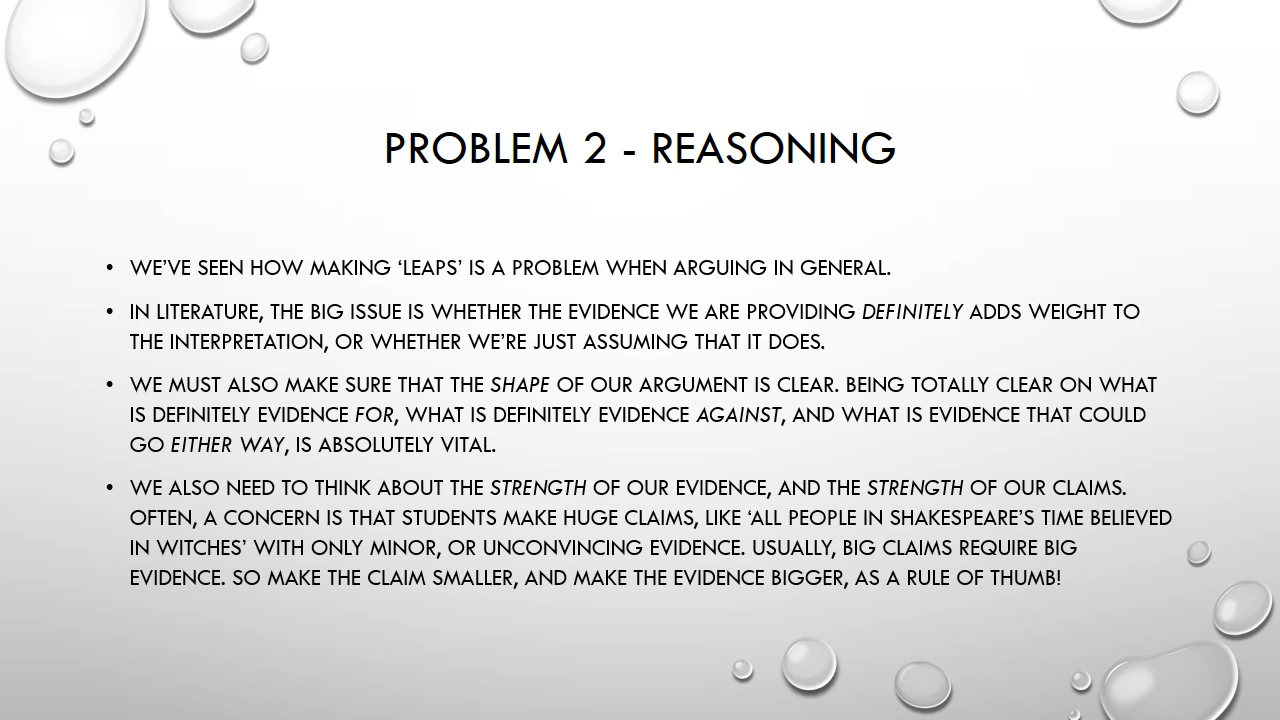 PROBLEM 2 - REASONING
• WE’VE SEEN HOW MAKING ‘LEAPS’ IS A PROBLEM WHEN ARGUING IN GENERAL.
• IN LITERATURE, THE BIG ISSUE IS WHETHER THE EVIDENCE WE ARE PROVIDING DEFINITELY ADDS WEIGHT TO
THE INTERPRETATION, OR WHETHER WE’RE JUST ASSUMING THAT IT DOES.
• WE MUST ALSO MAKE SURE THAT THE SHAPE OF OUR ARGUMENT IS CLEAR. BEING TOTALLY CLEAR ON WHAT
IS DEFINITELY EVIDENCE FOR, WHAT IS DEFINITELY EVIDENCE AGAINST, AND WHAT IS EVIDENCE THAT COULD
GO EITHER WAY, IS ABSOLUTELY VITAL.
• WE ALSO NEED TO THINK ABOUT THE STRENGTH OF OUR EVIDENCE, AND THE STRENGTH OF OUR CLAIMS.
OFTEN, A CONCERN IS THAT STUDENTS MAKE HUGE CLAIMS, LIKE ‘ALL PEOPLE IN SHAKESPEARE’S TIME BELIEVED
IN WITCHES’ WITH ONLY MINOR, OR UNCONVINCING EVIDENCE. USUALLY, BIG CLAIMS REQUIRE BIG
EVIDENCE. SO MAKE THE CLAIM SMALLER, AND MAKE THE EVIDENCE BIGGER, AS A RULE OF THUMB!